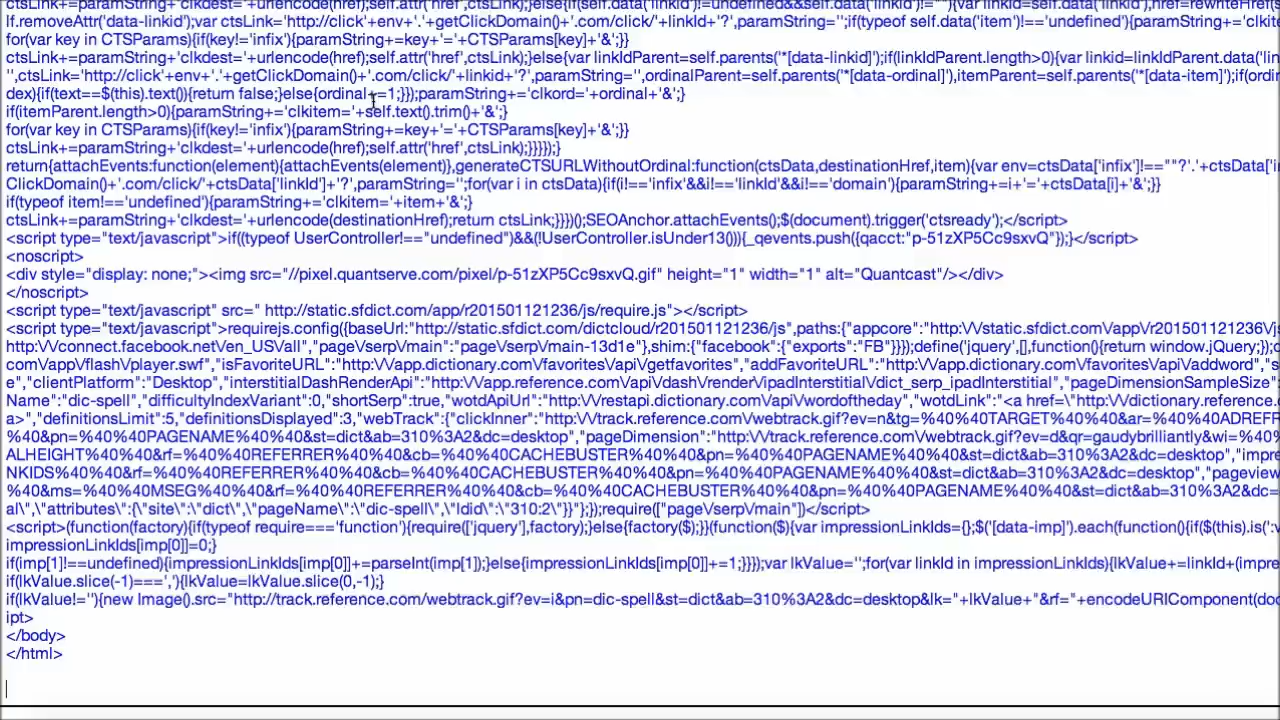 ctsLink+=paramString+'clkdest='+urlencode(href);self.attr('href',ctsLink);}else{if(self.data('linkid')!==undefined&&self.data('linkid')!==""){var linkId=self.data('linkid'),href=rewriteHref(s
lf.removeAttr('data-linkid');var ctsLink='http://click'+env+'.'+getClickDomain()+'.com/click/'+linkId+'?',paramString='';if(typeof self.data('item')!=='undefined'){paramString+='clkitem
for(var key in CTSParams){if(key!='infix'){paramString+=key+'='+CTSParams[key]+'&';}}
ctsLink+=paramString+'clkdest='+urlencode(href);self.attr('href',ctsLink);}else{var linkIdParent=self.parents('*[data-linkid]');if(linkIdParent.length>0){var linkid=linkIdParent.data('lin
'',ctsLink='http://click'+env+'.'+getClickDomain()+'.com/click/'+linkid+'?',paramString='',ordinalParent=self.parents('*[data-ordinal]'),itemParent=self.parents('*[data-item]');if(ordin
dex){if(text==$(this).text()){return false;}else{ordinal+=1;}});paramString+='clkord='+ordinal+'&';}
if(itemParent.length>0){paramString+='clkitem='+self.text().trim()+'&';}
for(var key in CTSParams){if(key!='infix'){paramString+=key+'='+CTSParams[key]+'&';}}
ctsLink+=paramString+'clkdest='+urlencode(href);self.attr('href',ctsLink);}}}});}
return{attachEvents:function(element){attachEvents(element)},generateCTSURLWithoutOrdinal:function(ctsData,destinationHref,item){var env=ctsData['infix']!==""?'.'+ctsData['i
ClickDomain()+'.com/click/'+ctsData['linkId']+'?',paramString='';for(var i in ctsData){if(i!=='infix'&&i!=='linkId'&&i!=='domain'){paramString+=i+'='+ctsData[i]+'&';}}
if(typeof item!=='undefined'){paramString+='clkitem='+item+'&';}
ctsLink+=paramString+'clkdest='+urlencode(destinationHref);return ctsLink;}}})();SEOAnchor.attachEvents();$(document).trigger('ctsready');</script>
<script type="text/javascript">if((typeof UserController!=="undefined")&&(!UserController.isUnder13())){_qevents.push({qacct:"p-51zXP5Cc9sxvQ"});}</script>
<noscript>
<div style="display: none;"><img src="//pixel.quantserve.com/pixel/p-51zXP5Cc9sxvQ.gif" height="1" width="1" alt="Quantcast"/></div>
</noscript>
<script type="text/javascript" src=" http://static.sfdict.com/app/r201501121236/js/require.js"></script>
<script type="text/javascript">requirejs.config({baseUrl:"http://static.sfdict.com/dictcloud/r201501121236/js",paths:{"appcore":"http:\/\/static.sfdict.com\/app\/r201501121236\/js
http:\/\/connect.facebook.net\/en_US\/all","page\/serp\/main":"page\/serp\/main-13d1e"},shim:{"facebook":{"exports":"FB"}}});define('jquery',[],function(){return window.jQuery;});d
com\/app\/flash\/player.swf","isFavoriteURL":"http:\/\/app.dictionary.com\/favorites\/api\/getfavorites","addFavoriteURL":"http:\/\/app.dictionary.com\/favorites\/api\/addword","s
e","clientPlatform":"Desktop","interstitialDashRenderApi":"http:\/\/app.reference.com\/api\/dash\/render\/ipadInterstitial\/dict_serp_ipadInterstitial","pageDimensionSampleSize":
Name":"dic-spell","difficultyIndexVariant":0,"shortSerp":true,"wotdApiUrl":"http:\/\/restapi.dictionary.com\/api\/wordoftheday","wotdLink":"<a href=\"http:\/\/dictionary.reference.c
a>","definitionsLimit":5,"definitionsDisplayed":3,"webTrack":{"clickInner":"http:\/\/track.reference.com\/webtrack.gif?ev=n&tg=%40%40TARGET%40%40&ar=%40%40ADREFR
%40&pn=%40%40PAGENAME%40%40&st=dict&ab=310%3A2&dc=desktop","pageDimension":"http:\/\/track.reference.com\/webtrack.gif?ev=d&qr=gaudybrilliantly&wi=%40%
ALHEIGHT%40%40&rf=%40%40REFERRER%40%40&cb=%40%40CACHEBUSTER%40%40&pn=%40%40PAGENAME%40%40&st=dict&ab=310%3A2&dc=desktop","impre
NKIDS%40%40&rf=%40%40REFERRER%40%40&cb=%40%40CACHEBUSTER%40%40&pn=%40%40PAGENAME%40%40&st=dict&ab=310%3A2&dc=desktop","pageview
%40&ms=%40%40MSEG%40%40&rf=%40%40REFERRER%40%40&cb=%40%40CACHEBUSTER%40%40&pn=%40%40PAGENAME%40%40&st=dict&ab=310%3A2&dc=
al\",\"attributes\":{\"site\":\"dict\",\"pageName\":\"dic-spell\",\"ldid\":\"310:2\"}}"});});require(["page\/serp\/main"])</script>
<script>(function(factory){if(typeof require==='function'){require(['jquery'],factory);}else{factory($);}}(function($){var impressionLinkIds={};$('[data-imp]').each(function(){if($(this).is(':v
impressionLinkIds[imp[0]]=0;}
if(imp[1]!==undefined){impressionLinkIds[imp[0]]+=parseInt(imp[1]);}else{impressionLinkIds[imp[0]]+=1;}}});var lkValue='';for(var linkId in impressionLinkIds){lkValue+=linkId+(impre
if(lkValue.slice(-1)===','){lkValue=lkValue.slice(0,-1);}
if(lkValue!=''){new Image().src="http://track.reference.com/webtrack.gif?ev=i&pn=dic-spell&st=dict&ab=310%3A2&dc=desktop&lk="+lkValue+"&rf="+encodeURIComponent(doc
ipt>
</body>
</html>